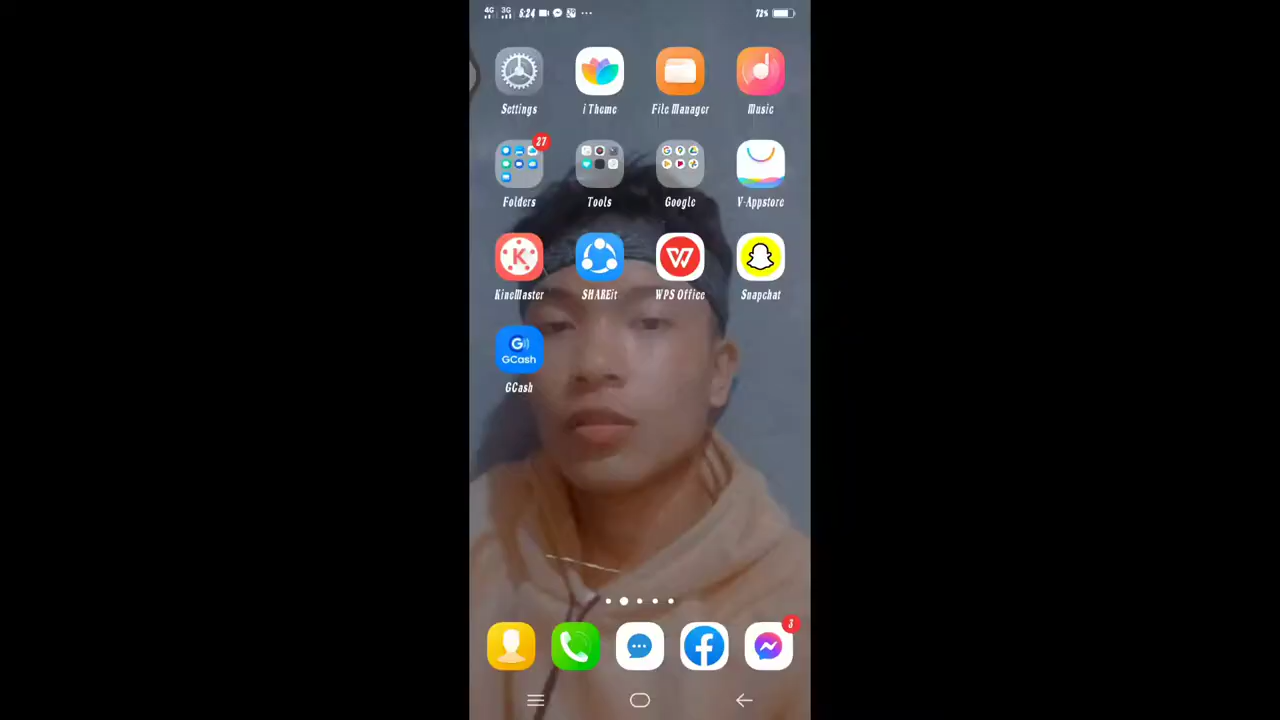 4G 3G 8:24 72%
Settings i Theme File Manager Music
27
Folders Tools Google V-Appstore
K
KineMaster SHAREit WPS Office Snapchat
G
GCash
GCash
3